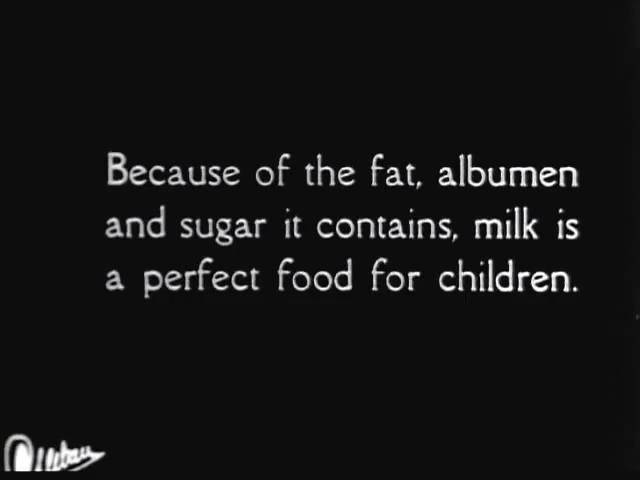 Because of the fat, albumen
and sugar it contains, milk is
a perfect food for children.